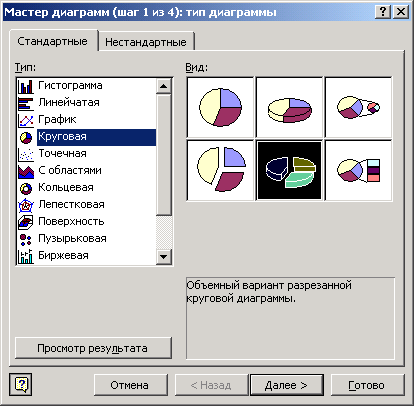 Мастер диаграмм (шаг 1 из 4): тип диаграммы
Стандартные
Нестандартные
Тип:
Гистограмма
Линейчатая
График
Круговая
Точечная
С областями
Кольцевая
Лепестковая
Поверхность
Пузырьковая
Биржевая
Вид:
Объемный вариант разрезанной
круговой диаграммы.
Просмотр результата
Отмена
< Назад
Далее >
Готово